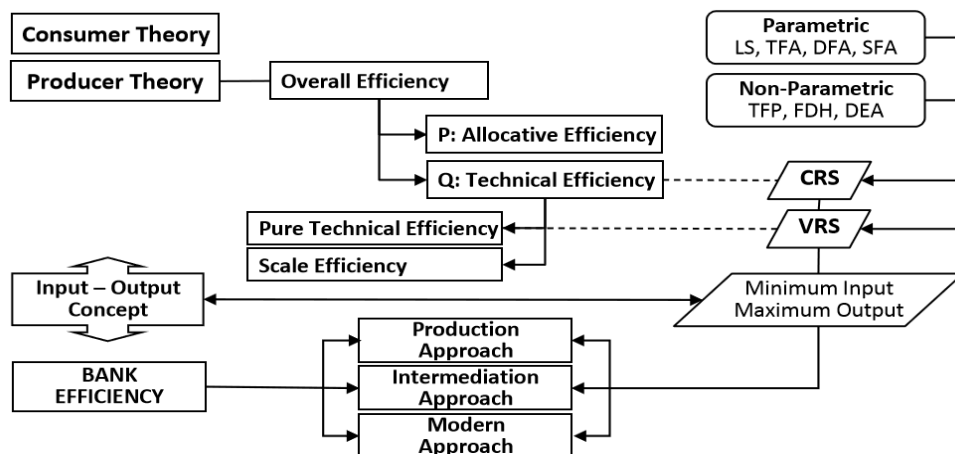 Consumer Theory
Producer Theory
Overall Efficiency
Parametric
LS, TFA, DFA, SFA
Non-Parametric
TFP, FDH, DEA
P: Allocative Efficiency
Q: Technical Efficiency
CRS
Pure Technical Efficiency
VRS
Scale Efficiency
Input – Output
Concept
Minimum Input
Maximum Output
Production
Approach
BANK
EFFICIENCY
Intermediation
Approach
Modern
Approach